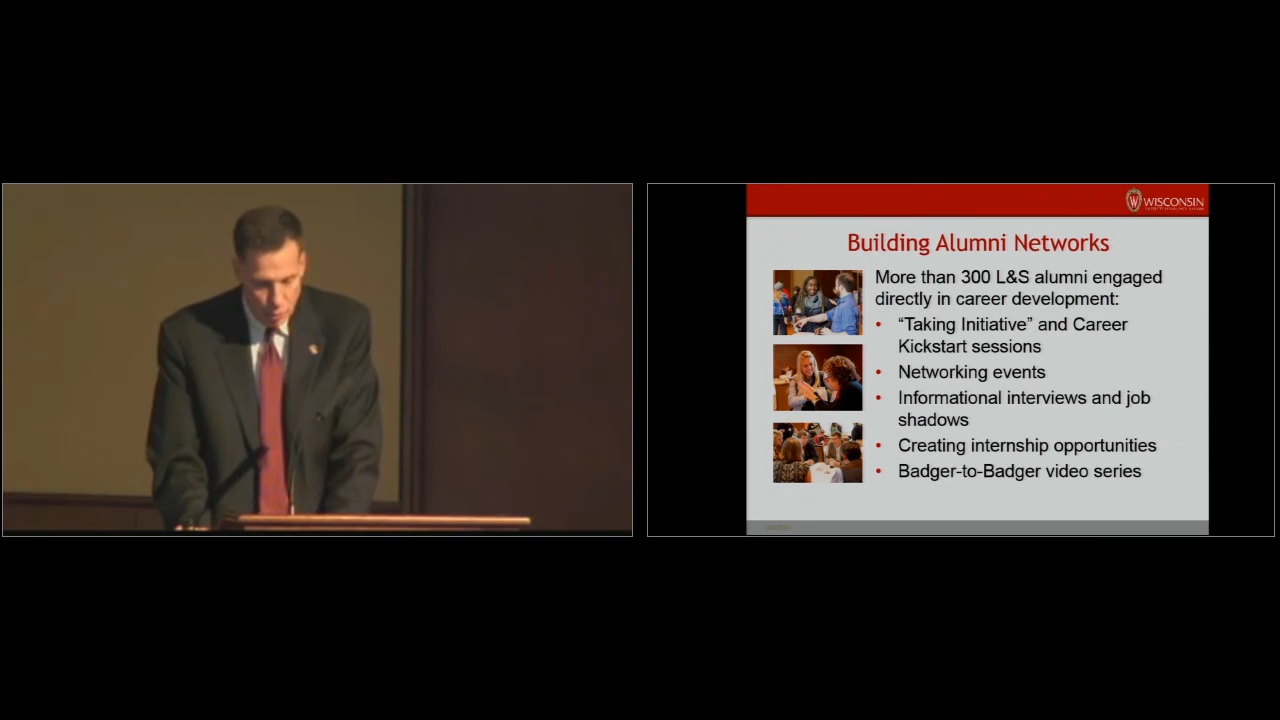 WISCONSIN
Building Alumni Networks
More than 300 L&S alumni engaged
directly in career development:
• “Taking Initiative” and Career
Kickstart sessions
• Networking events
• Informational interviews and job
shadows
• Creating internship opportunities
• Badger-to-Badger video series